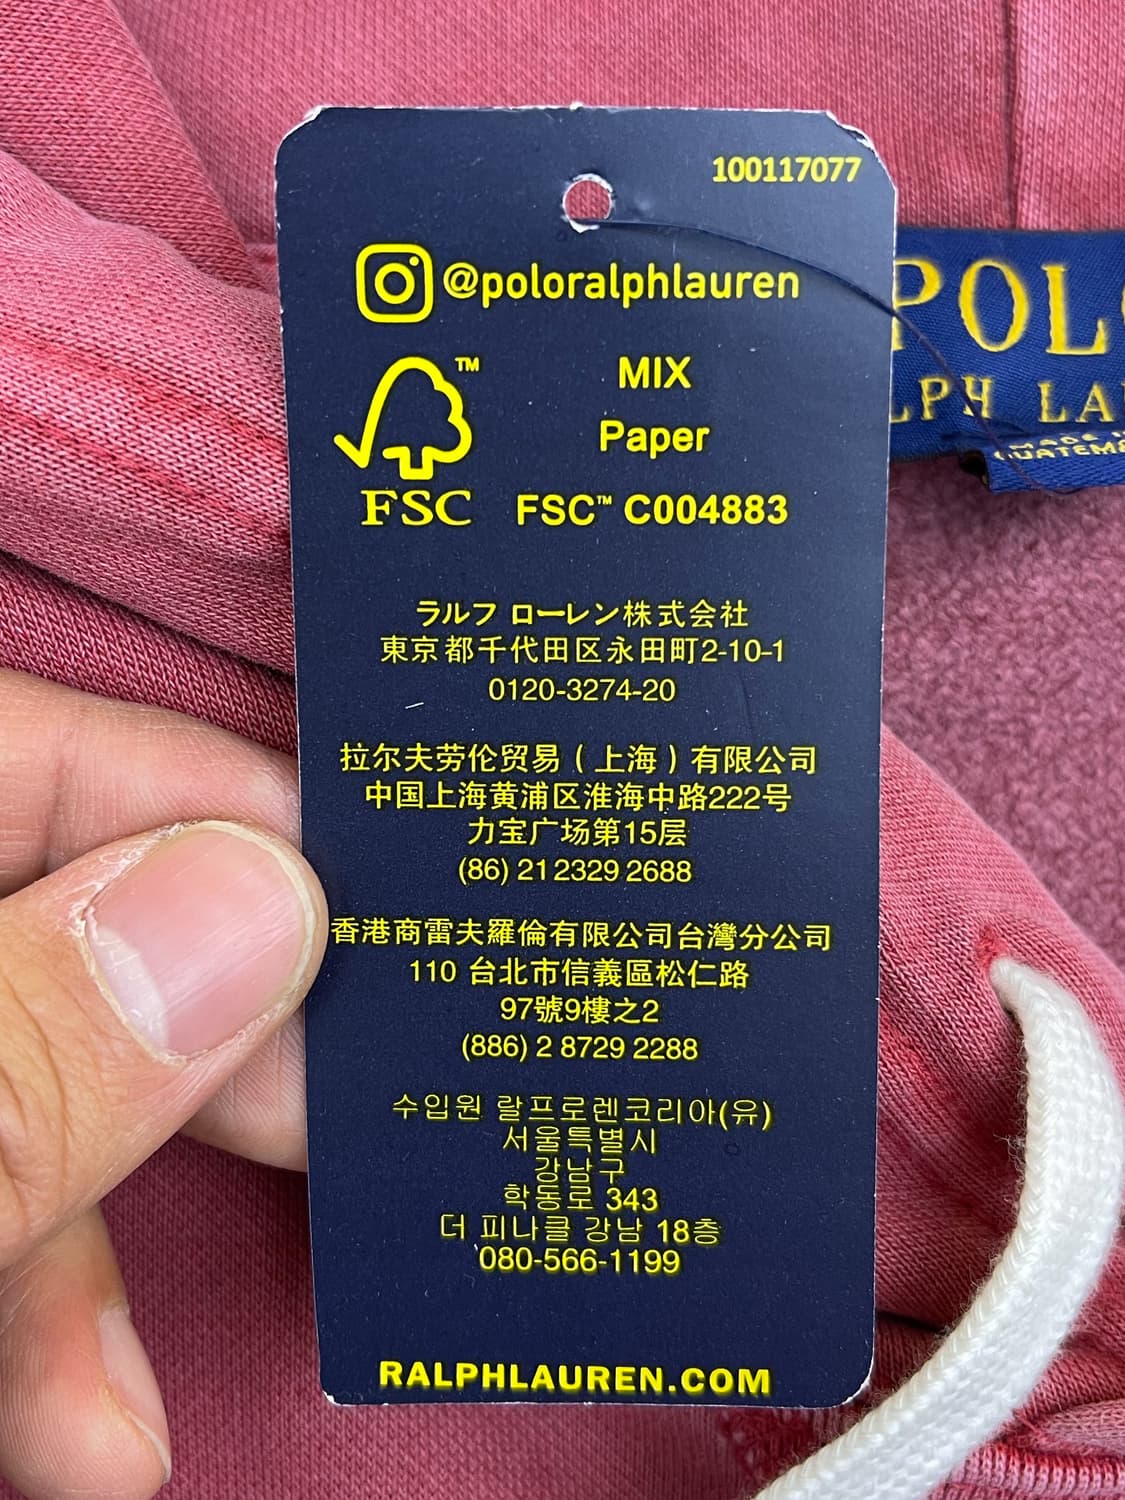 100117077
@poloralphlauren
TM
MIX
Paper
FSC
FSC™ C004883
ラルフ ローレン株式会社
東京都千代田区永田町2-10-1
0120-3274-20
拉尔夫劳伦贸易（上海）有限公司
中国上海黄浦区淮海中路222号
力宝广场第15层
(86) 21 2329 2688
香港商雷夫羅倫有限公司台灣分公司
110 台北市信義區松仁路
97號9樓之2
(886) 2 8729 2288
수입원 랄프로렌코리아(유)
서울특별시
강남구
학동로 343
더 피나클 강남 18층
080-566-1199
RALPHLAUREN.COM
POL
LPH LA
MADE I
GUATEMA